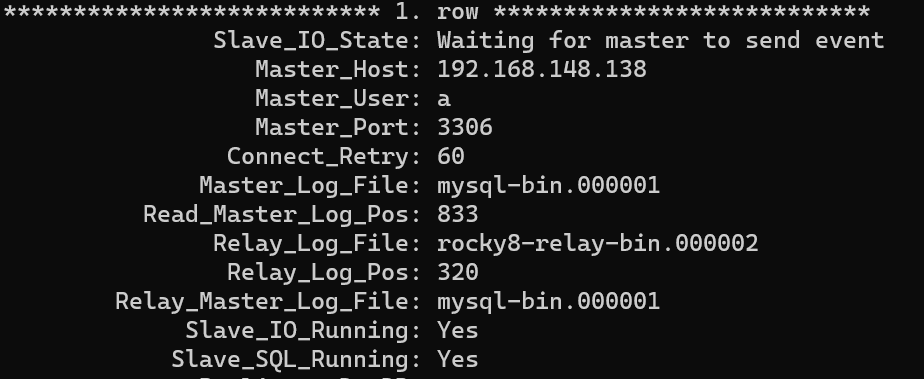 *************************** 1. row ***************************
Slave_IO_State: Waiting for master to send event
Master_Host: 192.168.148.138
Master_User: a
Master_Port: 3306
Connect_Retry: 60
Master_Log_File: mysql-bin.000001
Read_Master_Log_Pos: 833
Relay_Log_File: rocky8-relay-bin.000002
Relay_Log_Pos: 320
Relay_Master_Log_File: mysql-bin.000001
Slave_IO_Running: Yes
Slave_SQL_Running: Yes